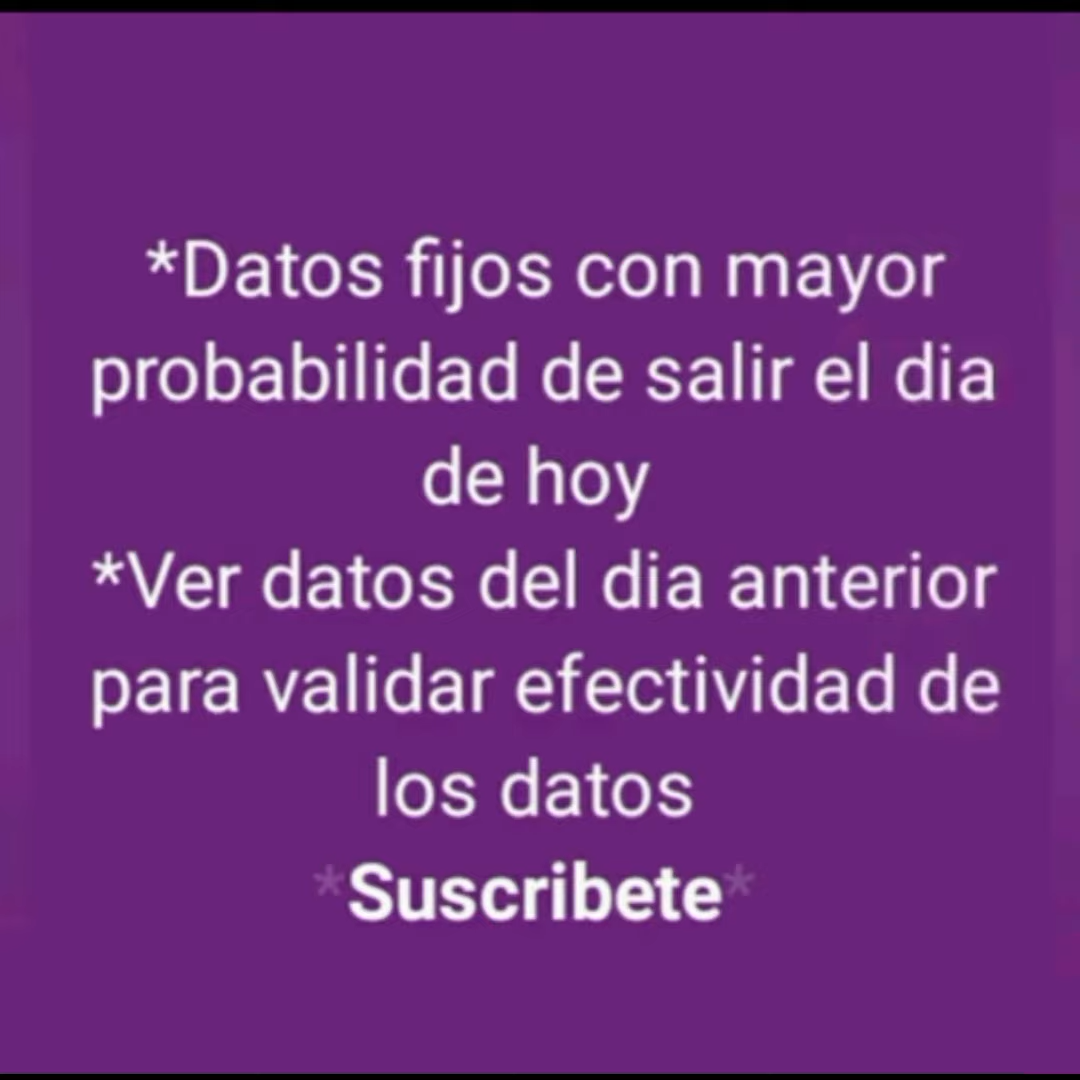 *Datos fijos con mayor
probabilidad de salir el dia
de hoy
*Ver datos del dia anterior
para validar efectividad de
los datos
*Suscribete*